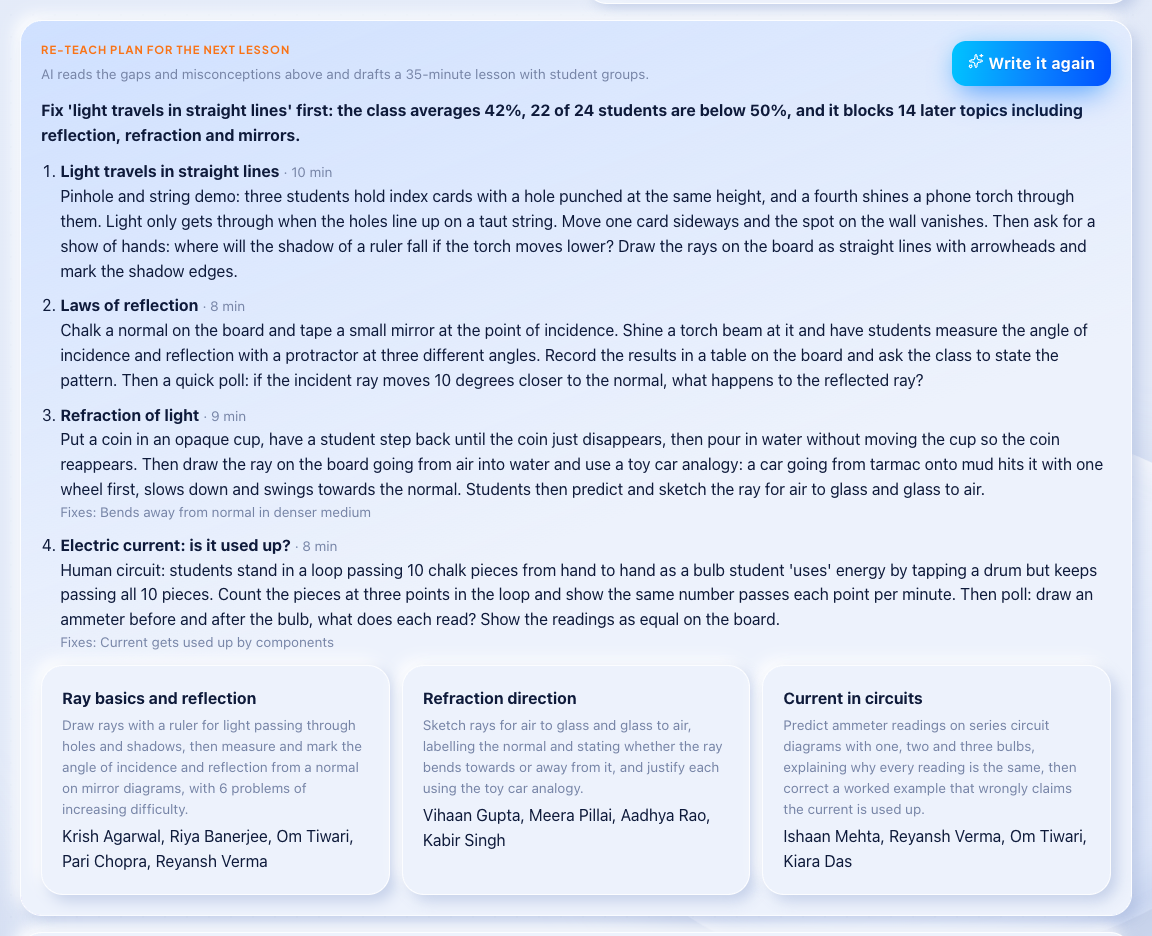 RE-TEACH PLAN FOR THE NEXT LESSON
AI reads the gaps and misconceptions above and drafts a 35-minute lesson with student groups.
Write it again
Fix 'light travels in straight lines' first: the class averages 42%, 22 of 24 students are below 50%, and it blocks 14 later topics including
reflection, refraction and mirrors.
1. Light travels in straight lines · 10 min
Pinhole and string demo: three students hold index cards with a hole punched at the same height, and a fourth shines a phone torch through
them. Light only gets through when the holes line up on a taut string. Move one card sideways and the spot on the wall vanishes. Then ask for a
show of hands: where will the shadow of a ruler fall if the torch moves lower? Draw the rays on the board as straight lines with arrowheads and
mark the shadow edges.
2. Laws of reflection · 8 min
Chalk a normal on the board and tape a small mirror at the point of incidence. Shine a torch beam at it and have students measure the angle of
incidence and reflection with a protractor at three different angles. Record the results in a table on the board and ask the class to state the
pattern. Then a quick poll: if the incident ray moves 10 degrees closer to the normal, what happens to the reflected ray?
3. Refraction of light · 9 min
Put a coin in an opaque cup, have a student step back until the coin just disappears, then pour in water without moving the cup so the coin
reappears. Then draw the ray on the board going from air into water and use a toy car analogy: a car going from tarmac onto mud hits it with one
wheel first, slows down and swings towards the normal. Students then predict and sketch the ray for air to glass and glass to air.
Fixes: Bends away from normal in denser medium
4. Electric current: is it used up? · 8 min
Human circuit: students stand in a loop passing 10 chalk pieces from hand to hand as a bulb student 'uses' energy by tapping a drum but keeps
passing all 10 pieces. Count the pieces at three points in the loop and show the same number passes each point per minute. Then poll: draw an
ammeter before and after the bulb, what does each read? Show the readings as equal on the board.
Fixes: Current gets used up by components
Ray basics and reflection
Draw rays with a ruler for light passing through
holes and shadows, then measure and mark the
angle of incidence and reflection from a normal
on mirror diagrams, with 6 problems of
increasing difficulty.
Krish Agarwal, Riya Banerjee, Om Tiwari,
Pari Chopra, Reyansh Verma
Refraction direction
Sketch rays for air to glass and glass to air,
labelling the normal and stating whether the ray
bends towards or away from it, and justify each
using the toy car analogy.
Vihaan Gupta, Meera Pillai, Aadhya Rao,
Kabir Singh
Current in circuits
Predict ammeter readings on series circuit
diagrams with one, two and three bulbs,
explaining why every reading is the same, then
correct a worked example that wrongly claims
the current is used up.
Ishaan Mehta, Reyansh Verma, Om Tiwari,
Kiara Das